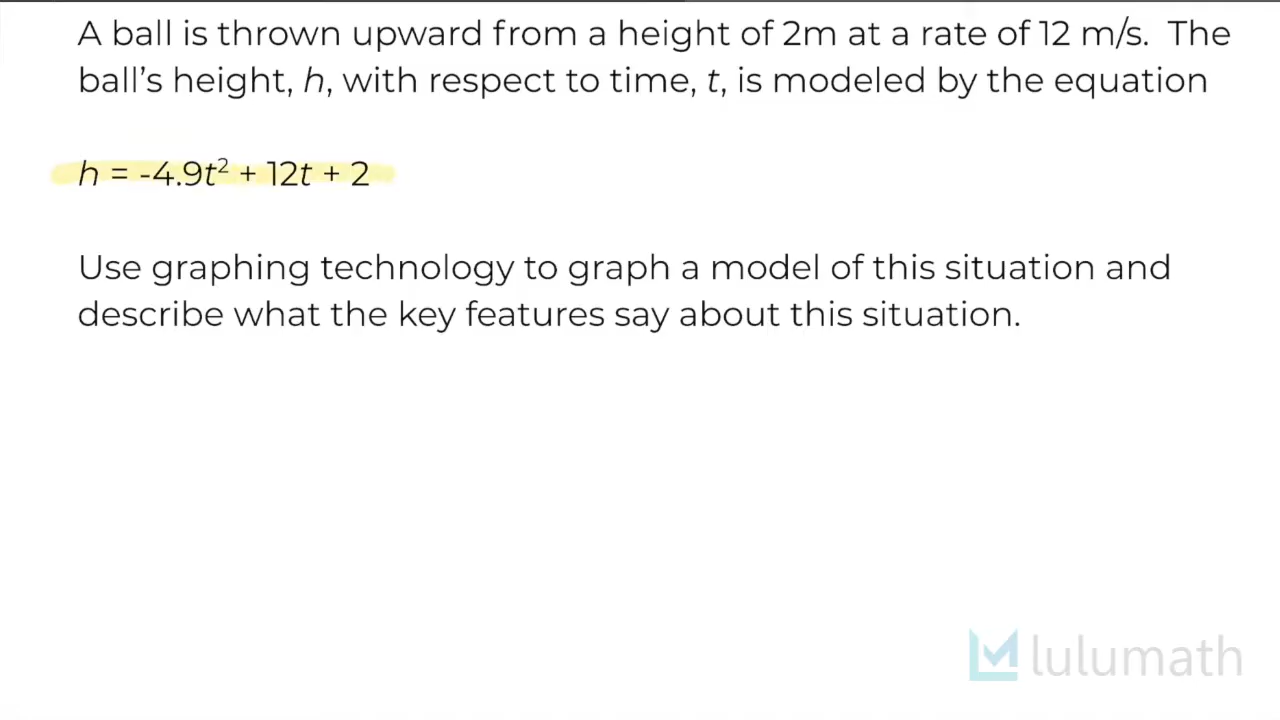 A ball is thrown upward from a height of 2m at a rate of 12 m/s.  The
ball’s height, h, with respect to time, t, is modeled by the equation
h = -4.9t² + 12t + 2
Use graphing technology to graph a model of this situation and
describe what the key features say about this situation.
lulumath